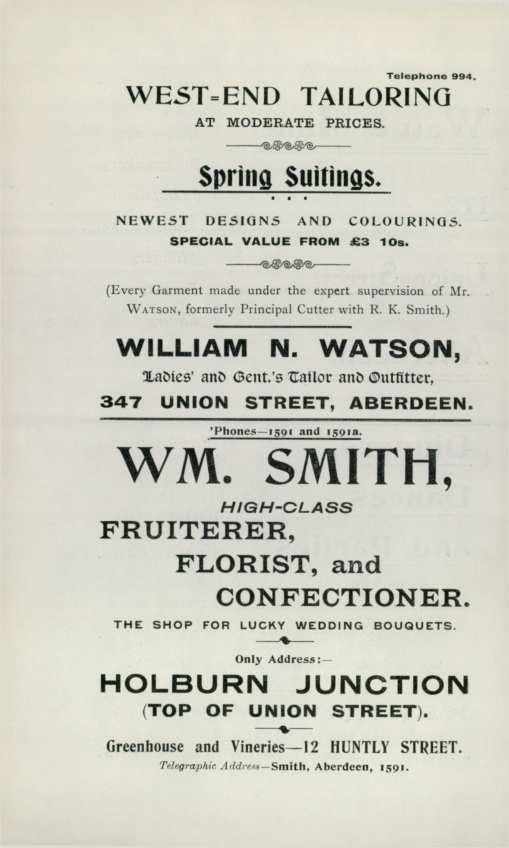 Telephone 994.
WEST=END TAILORING
AT MODERATE PRICES.
Spring Suitings.
NEWEST DESIGNS AND COLOURINGS.
SPECIAL VALUE FROM £3 10s.
(Every Garment made under the expert supervision of Mr.
WATSON, formerly Principal Cutter with R. K. Smith.)
WILLIAM N. WATSON,
Ladies' and Gent.'s Tailor and Outfitter,
347 UNION STREET, ABERDEEN.
'Phones—1591 and 1591a.
WM. SMITH,
HIGH-CLASS
FRUITERER,
FLORIST, and
CONFECTIONER.
THE SHOP FOR LUCKY WEDDING BOUQUETS.
Only Address:—
HOLBURN JUNCTION
(TOP OF UNION STREET).
Greenhouse and Vineries—12 HUNTLY STREET.
Telegraphic Address—Smith, Aberdeen, 1591.